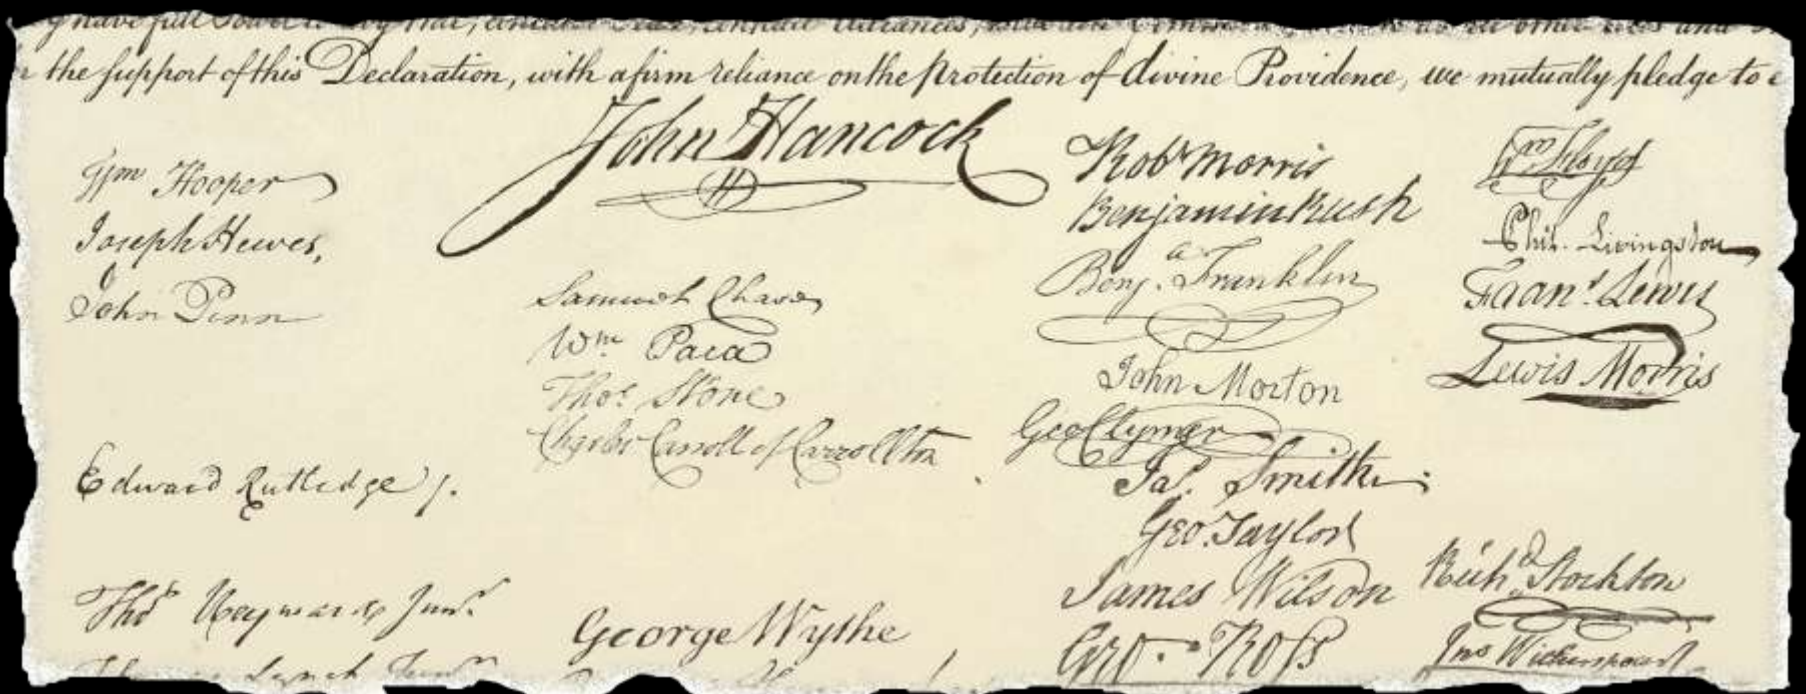 the support of this Declaration, with a firm reliance on the Protection of divine Providence, we mutually pledge to
Wm Hooper
Joseph Hewes,
John Penn
Edward Rutledge /.
Thos Heyward Junr.
Lynch Junr
John Hancock
Samuel Chase
Wm. Paca
Thos. Stone
Charles Carroll of Carrollton
George Wythe
Robt Morris
Benjamin Rush
Benja. Franklin
John Morton
Geo Clymer
Jas. Smith
Geo. Taylor
James Wilson
Geo. Ross
Wm Floyd
Phil. Livingston
Frans. Lewis
Lewis Morris
Richd. Stockton
Jno Witherspoon